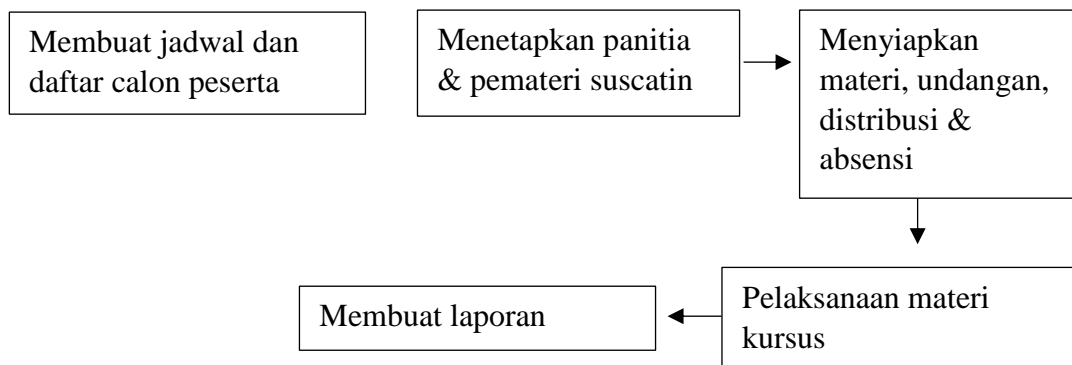 Membuat jadwal dan
daftar calon peserta
Menetapkan panitia
& pemateri suscatin
Menyiapkan
materi, undangan,
distribusi &
absensi
Pelaksanaan materi
kursus
Membuat laporan